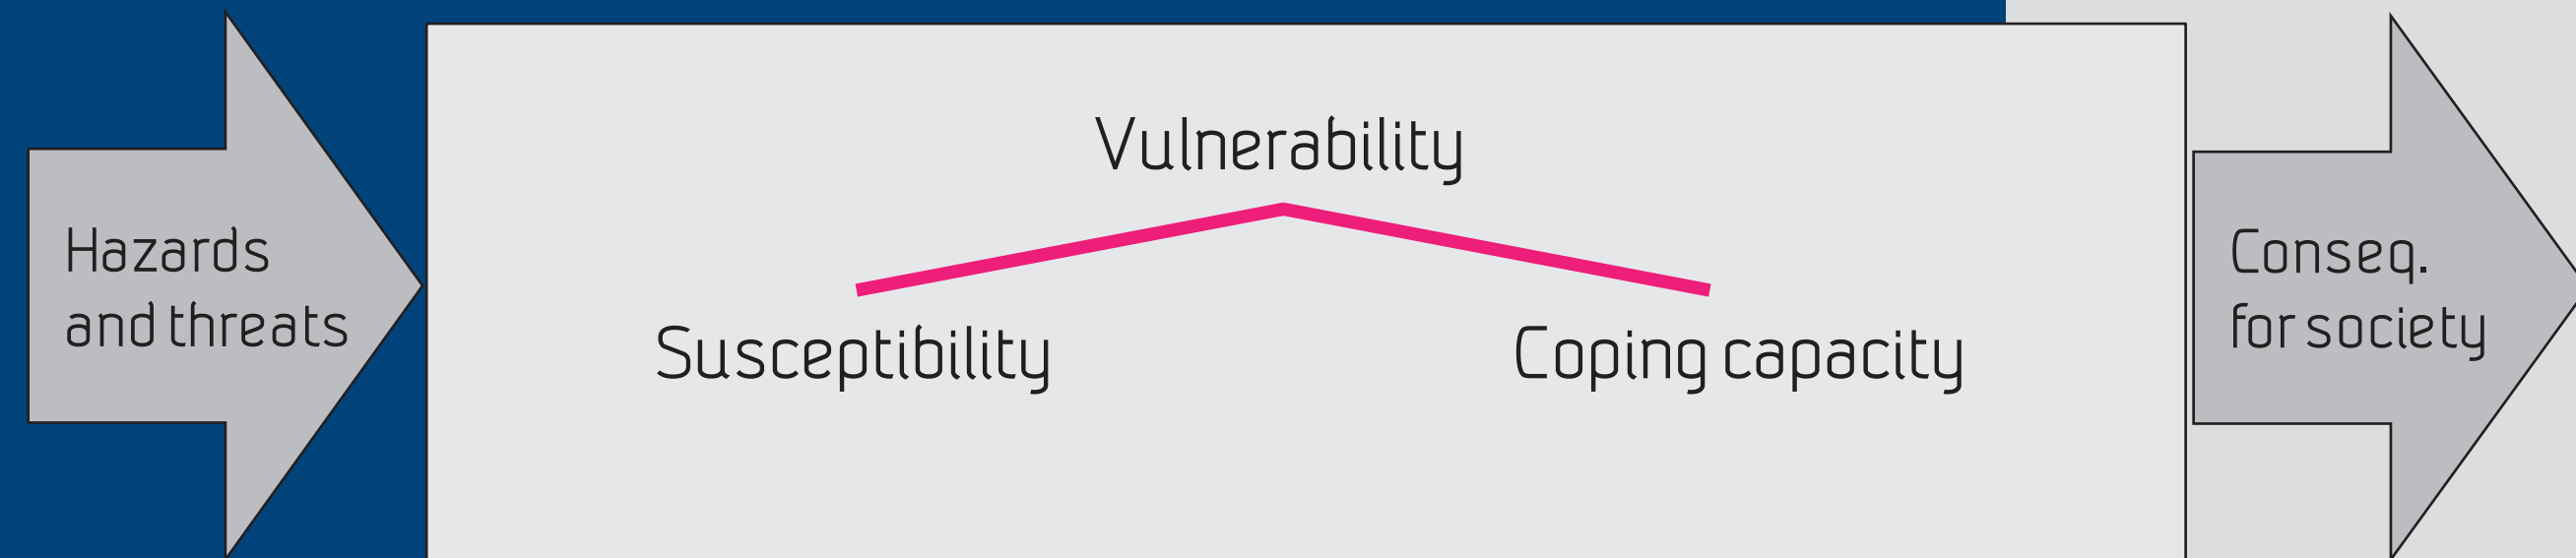 Vulnerability
Hazards
and threats
Susceptibility
Coping capacity
Conseq.
for society